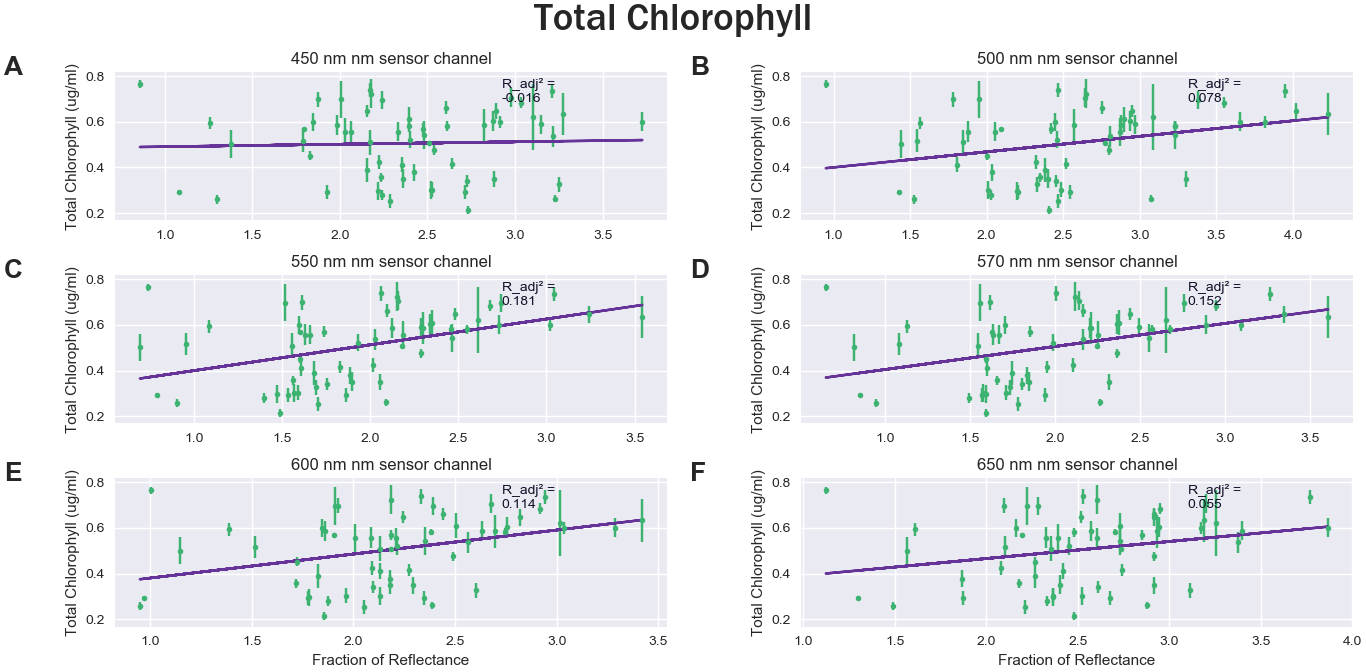 Total Chlorophyll
A
450 nm nm sensor channel
Total Chlorophyll (ug/ml)
0.8
0.6
0.4
0.2
R_adj² =
-0.016
1.0 1.5 2.0 2.5 3.0 3.5
B
500 nm nm sensor channel
Total Chlorophyll (ug/ml)
0.8
0.6
0.4
0.2
R_adj² =
0.078
1.0 1.5 2.0 2.5 3.0 3.5 4.0
C
550 nm nm sensor channel
Total Chlorophyll (ug/ml)
0.8
0.6
0.4
0.2
R_adj² =
0.181
1.0 1.5 2.0 2.5 3.0 3.5
D
570 nm nm sensor channel
Total Chlorophyll (ug/ml)
0.8
0.6
0.4
0.2
R_adj² =
0.152
1.0 1.5 2.0 2.5 3.0 3.5
E
600 nm nm sensor channel
Total Chlorophyll (ug/ml)
0.8
0.6
0.4
0.2
R_adj² =
0.114
1.0 1.5 2.0 2.5 3.0 3.5
Fraction of Reflectance
F
650 nm nm sensor channel
Total Chlorophyll (ug/ml)
0.8
0.6
0.4
0.2
R_adj² =
0.055
1.0 1.5 2.0 2.5 3.0 3.5 4.0
Fraction of Reflectance